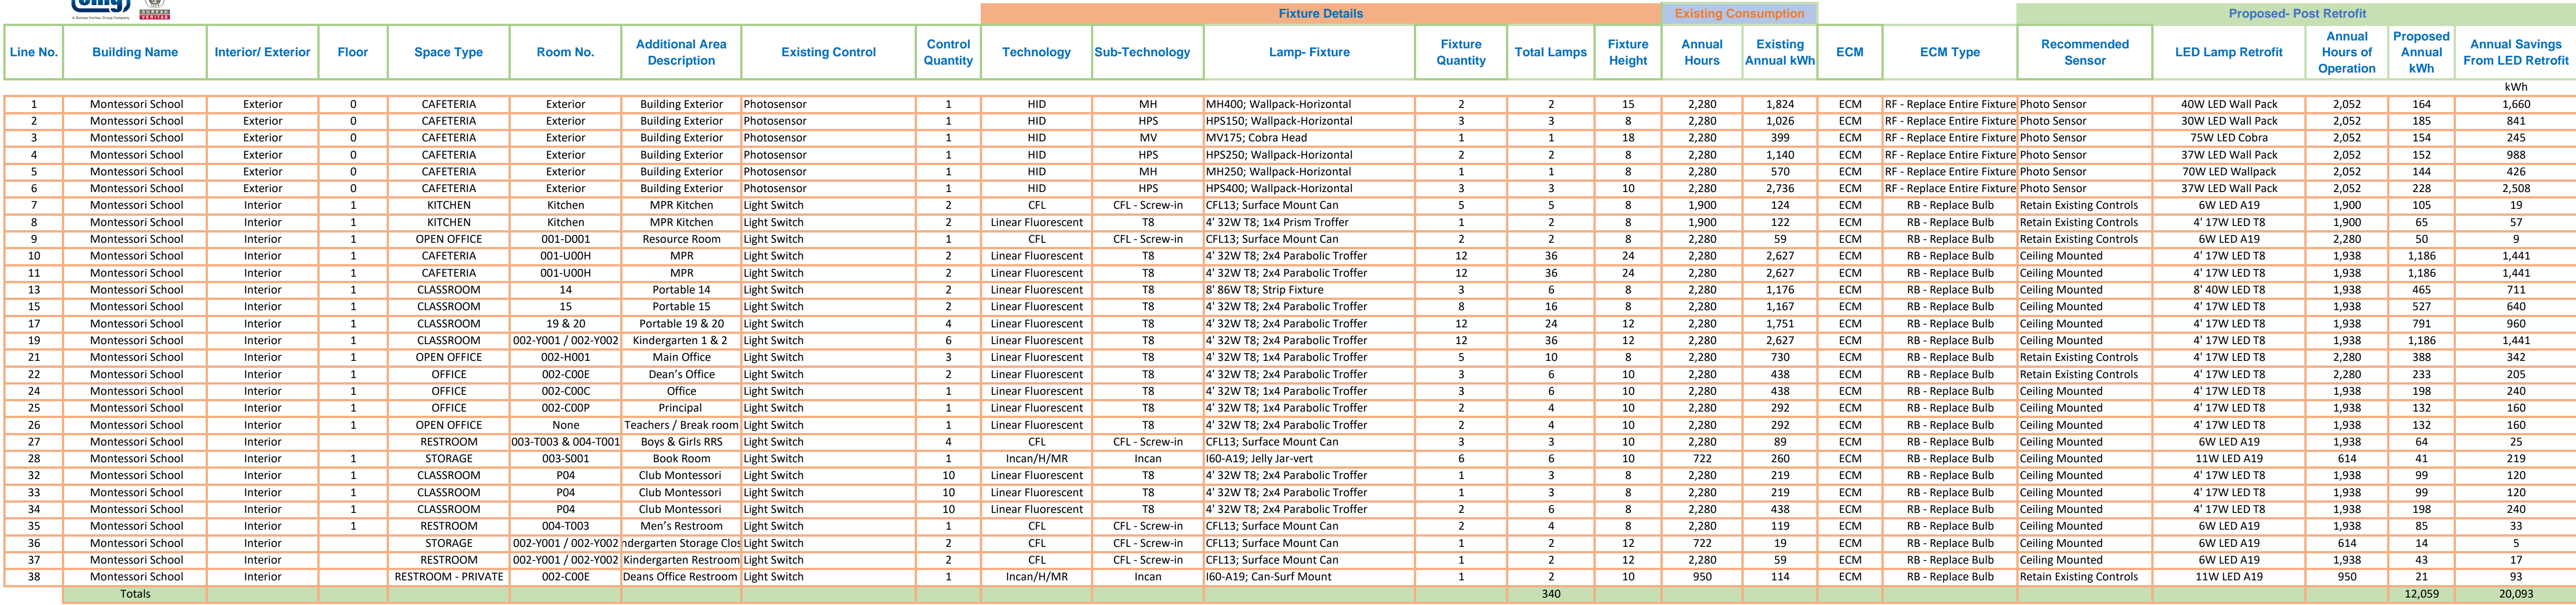 A Bureau Veritas Group Company
BUREAU VERITAS
Fixture Details Existing Consumption Proposed- Post Retrofit
Line No. Building Name Interior/ Exterior Floor Space Type Room No. Additional Area Description Existing Control Control Quantity Technology Sub-Technology Lamp- Fixture Fixture Quantity Total Lamps Fixture Height Annual Hours Existing Annual kWh ECM ECM Type Recommended Sensor LED Lamp Retrofit Annual Hours of Operation Proposed Annual kWh Annual Savings From LED Retrofit
kWh
1 Montessori School Exterior 0 CAFETERIA Exterior Building Exterior Photosensor 1 HID MH MH400; Wallpack-Horizontal 2 2 15 2,280 1,824 ECM RF - Replace Entire Fixture Photo Sensor 40W LED Wall Pack 2,052 164 1,660
2 Montessori School Exterior 0 CAFETERIA Exterior Building Exterior Photosensor 1 HID HPS HPS150; Wallpack-Horizontal 3 3 8 2,280 1,026 ECM RF - Replace Entire Fixture Photo Sensor 30W LED Wall Pack 2,052 185 841
3 Montessori School Exterior 0 CAFETERIA Exterior Building Exterior Photosensor 1 HID MV MV175; Cobra Head 1 1 18 2,280 399 ECM RF - Replace Entire Fixture Photo Sensor 75W LED Cobra 2,052 154 245
4 Montessori School Exterior 0 CAFETERIA Exterior Building Exterior Photosensor 1 HID HPS HPS250; Wallpack-Horizontal 2 2 8 2,280 1,140 ECM RF - Replace Entire Fixture Photo Sensor 37W LED Wall Pack 2,052 152 988
5 Montessori School Exterior 0 CAFETERIA Exterior Building Exterior Photosensor 1 HID MH MH250; Wallpack-Horizontal 1 1 8 2,280 570 ECM RF - Replace Entire Fixture Photo Sensor 70W LED Wallpack 2,052 144 426
6 Montessori School Exterior 0 CAFETERIA Exterior Building Exterior Photosensor 1 HID HPS HPS400; Wallpack-Horizontal 3 3 10 2,280 2,736 ECM RF - Replace Entire Fixture Photo Sensor 37W LED Wall Pack 2,052 228 2,508
7 Montessori School Interior 1 KITCHEN Kitchen MPR Kitchen Light Switch 2 CFL CFL - Screw-in CFL13; Surface Mount Can 5 5 8 1,900 124 ECM RB - Replace Bulb Retain Existing Controls 6W LED A19 1,900 105 19
8 Montessori School Interior 1 KITCHEN Kitchen MPR Kitchen Light Switch 2 Linear Fluorescent T8 4' 32W T8; 1x4 Prism Troffer 1 2 8 1,900 122 ECM RB - Replace Bulb Retain Existing Controls 4' 17W LED T8 1,900 65 57
9 Montessori School Interior 1 OPEN OFFICE 001-D001 Resource Room Light Switch 1 CFL CFL - Screw-in CFL13; Surface Mount Can 2 2 8 2,280 59 ECM RB - Replace Bulb Retain Existing Controls 6W LED A19 2,280 50 9
10 Montessori School Interior 1 CAFETERIA 001-U00H MPR Light Switch 2 Linear Fluorescent T8 4' 32W T8; 2x4 Parabolic Troffer 12 36 24 2,280 2,627 ECM RB - Replace Bulb Ceiling Mounted 4' 17W LED T8 1,938 1,186 1,441
11 Montessori School Interior 1 CAFETERIA 001-U00H MPR Light Switch 2 Linear Fluorescent T8 4' 32W T8; 2x4 Parabolic Troffer 12 36 24 2,280 2,627 ECM RB - Replace Bulb Ceiling Mounted 4' 17W LED T8 1,938 1,186 1,441
13 Montessori School Interior 1 CLASSROOM 14 Portable 14 Light Switch 2 Linear Fluorescent T8 8' 86W T8; Strip Fixture 3 6 8 2,280 1,176 ECM RB - Replace Bulb Ceiling Mounted 8' 40W LED T8 1,938 465 711
15 Montessori School Interior 1 CLASSROOM 15 Portable 15 Light Switch 2 Linear Fluorescent T8 4' 32W T8; 2x4 Parabolic Troffer 8 16 8 2,280 1,167 ECM RB - Replace Bulb Ceiling Mounted 4' 17W LED T8 1,938 527 640
17 Montessori School Interior 1 CLASSROOM 19 & 20 Portable 19 & 20 Light Switch 4 Linear Fluorescent T8 4' 32W T8; 2x4 Parabolic Troffer 12 24 12 2,280 1,751 ECM RB - Replace Bulb Ceiling Mounted 4' 17W LED T8 1,938 791 960
19 Montessori School Interior 1 CLASSROOM 002-Y001 / 002-Y002 Kindergarten 1 & 2 Light Switch 6 Linear Fluorescent T8 4' 32W T8; 2x4 Parabolic Troffer 12 36 12 2,280 2,627 ECM RB - Replace Bulb Ceiling Mounted 4' 17W LED T8 1,938 1,186 1,441
21 Montessori School Interior 1 OPEN OFFICE 002-H001 Main Office Light Switch 3 Linear Fluorescent T8 4' 32W T8; 1x4 Parabolic Troffer 5 10 8 2,280 730 ECM RB - Replace Bulb Retain Existing Controls 4' 17W LED T8 2,280 388 342
22 Montessori School Interior 1 OFFICE 002-C00E Dean’s Office Light Switch 2 Linear Fluorescent T8 4' 32W T8; 2x4 Parabolic Troffer 3 6 10 2,280 438 ECM RB - Replace Bulb Retain Existing Controls 4' 17W LED T8 2,280 233 205
24 Montessori School Interior 1 OFFICE 002-C00C Office Light Switch 1 Linear Fluorescent T8 4' 32W T8; 1x4 Parabolic Troffer 3 6 10 2,280 438 ECM RB - Replace Bulb Ceiling Mounted 4' 17W LED T8 1,938 198 240
25 Montessori School Interior 1 OFFICE 002-C00P Principal Light Switch 1 Linear Fluorescent T8 4' 32W T8; 1x4 Parabolic Troffer 2 4 10 2,280 292 ECM RB - Replace Bulb Ceiling Mounted 4' 17W LED T8 1,938 132 160
26 Montessori School Interior 1 OPEN OFFICE None Teachers / Break room Light Switch 1 Linear Fluorescent T8 4' 32W T8; 2x4 Parabolic Troffer 2 4 10 2,280 292 ECM RB - Replace Bulb Ceiling Mounted 4' 17W LED T8 1,938 132 160
27 Montessori School Interior RESTROOM 003-T003 & 004-T001 Boys & Girls RRS Light Switch 4 CFL CFL - Screw-in CFL13; Surface Mount Can 3 3 10 2,280 89 ECM RB - Replace Bulb Ceiling Mounted 6W LED A19 1,938 64 25
28 Montessori School Interior 1 STORAGE 003-S001 Book Room Light Switch 1 Incan/H/MR Incan I60-A19; Jelly Jar-vert 6 6 10 722 260 ECM RB - Replace Bulb Ceiling Mounted 11W LED A19 614 41 219
32 Montessori School Interior 1 CLASSROOM P04 Club Montessori Light Switch 10 Linear Fluorescent T8 4' 32W T8; 2x4 Parabolic Troffer 1 3 8 2,280 219 ECM RB - Replace Bulb Ceiling Mounted 4' 17W LED T8 1,938 99 120
33 Montessori School Interior 1 CLASSROOM P04 Club Montessori Light Switch 10 Linear Fluorescent T8 4' 32W T8; 2x4 Parabolic Troffer 1 3 8 2,280 219 ECM RB - Replace Bulb Ceiling Mounted 4' 17W LED T8 1,938 99 120
34 Montessori School Interior 1 CLASSROOM P04 Club Montessori Light Switch 10 Linear Fluorescent T8 4' 32W T8; 2x4 Parabolic Troffer 2 6 8 2,280 438 ECM RB - Replace Bulb Ceiling Mounted 4' 17W LED T8 1,938 198 240
35 Montessori School Interior 1 RESTROOM 004-T003 Men’s Restroom Light Switch 1 CFL CFL - Screw-in CFL13; Surface Mount Can 2 4 8 2,280 119 ECM RB - Replace Bulb Ceiling Mounted 6W LED A19 1,938 85 33
36 Montessori School Interior STORAGE 002-Y001 / 002-Y002 ndergarten Storage Clos Light Switch 2 CFL CFL - Screw-in CFL13; Surface Mount Can 1 2 12 722 19 ECM RB - Replace Bulb Ceiling Mounted 6W LED A19 614 14 5
37 Montessori School Interior RESTROOM 002-Y001 / 002-Y002 Kindergarten Restroom Light Switch 2 CFL CFL - Screw-in CFL13; Surface Mount Can 1 2 12 2,280 59 ECM RB - Replace Bulb Ceiling Mounted 6W LED A19 1,938 43 17
38 Montessori School Interior RESTROOM - PRIVATE 002-C00E Deans Office Restroom Light Switch 1 Incan/H/MR Incan I60-A19; Can-Surf Mount 1 2 10 950 114 ECM RB - Replace Bulb Retain Existing Controls 11W LED A19 950 21 93
Totals 340 12,059 20,093